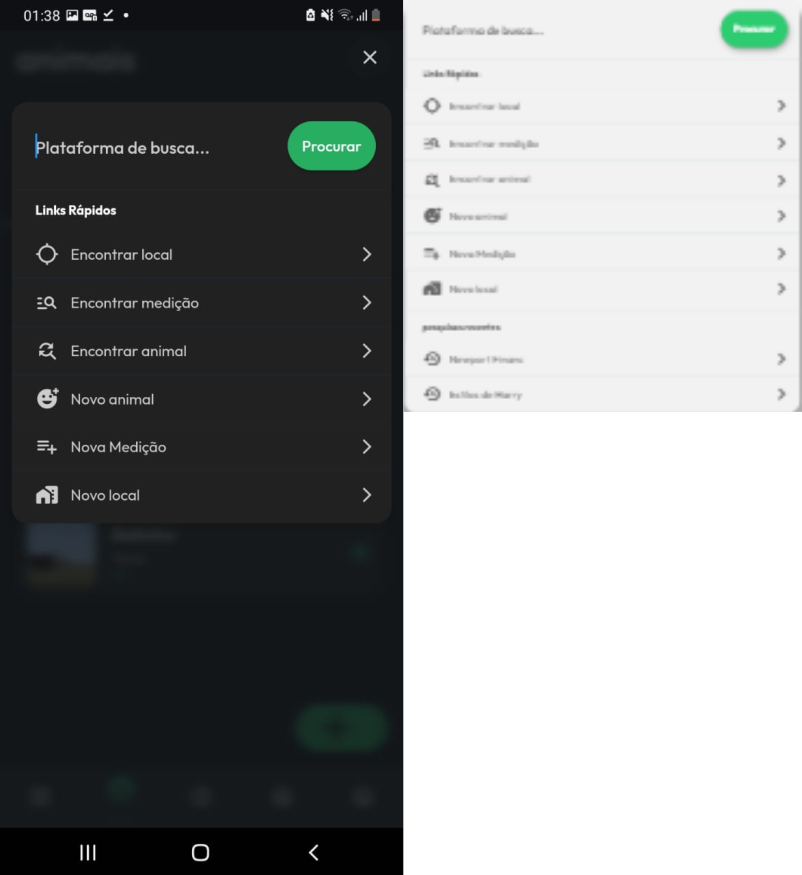 01:38
animais
Plataforma de busca...
Procurar
Links Rápidos
Encontrar local
Encontrar medição
Encontrar animal
Novo animal
Nova Medição
Novo local
Plataforma de busca...
Procurar
Links Rápidos
Encontrar local
Encontrar medição
Encontrar animal
Novo animal
Nova Medição
Novo local
pesquisas recentes